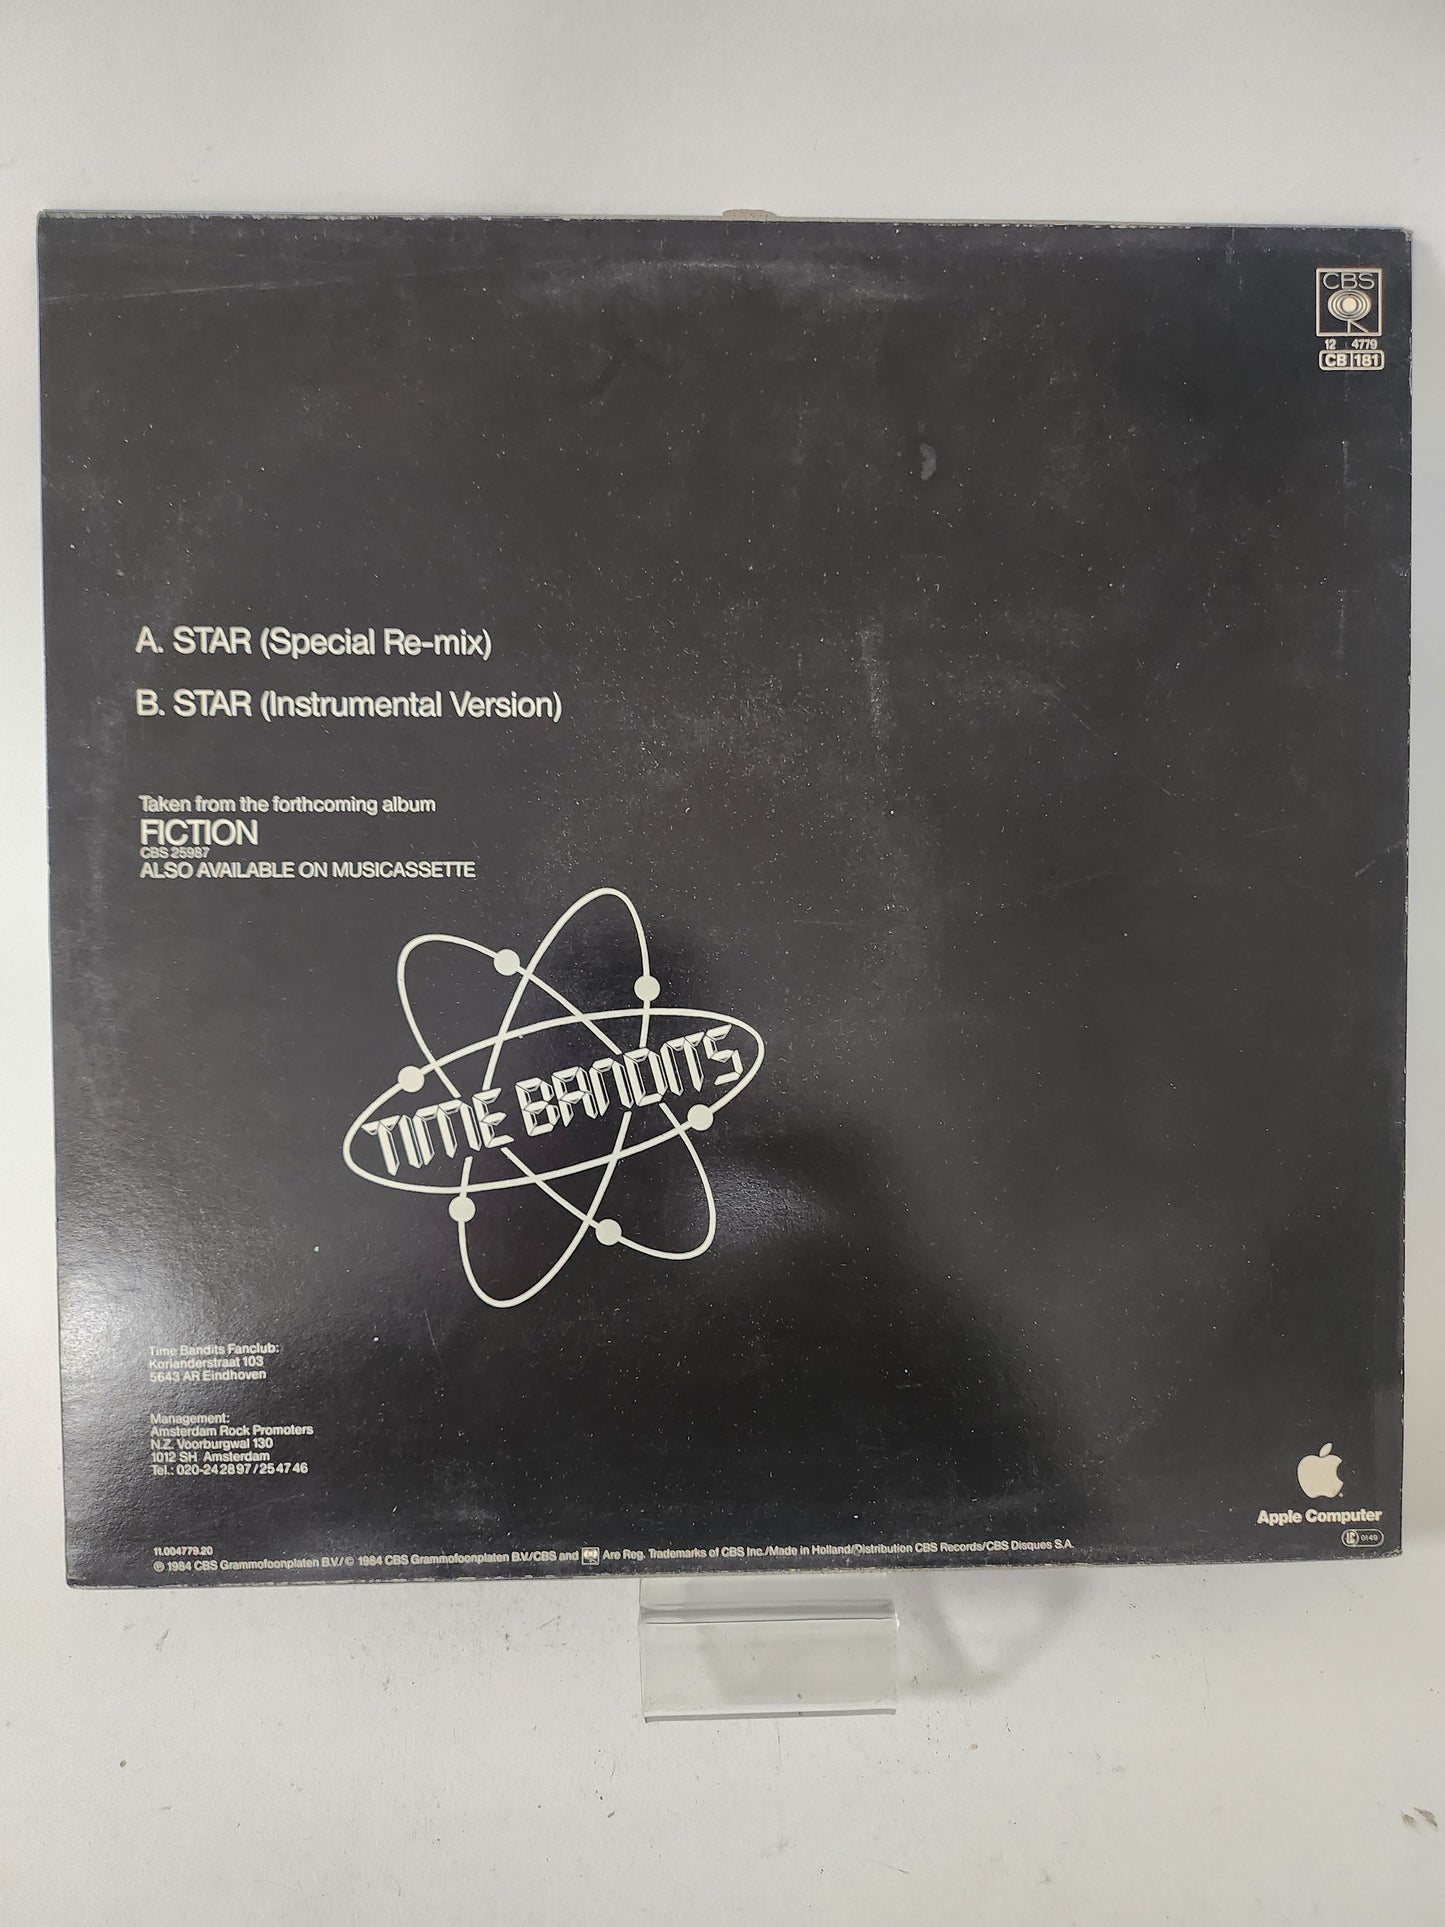 CBS
12 4779
CB 181
A. STAR (Special Re-mix)
B. STAR (Instrumental Version)
Taken from the forthcoming album
FICTION
CBS 25987
ALSO AVAILABLE ON MUSICASSETTE
TIME BANDITS
Time Bandits Fanclub:
Korianderstraat 103
5643 AR Eindhoven
Management:
Amsterdam Rock Promoters
N.Z. Voorburgwal 130
1012 SH Amsterdam
Tel.: 020-242897/254746
Apple Computer
0149
11.004779.20
℗ 1984 CBS Grammofoonplaten B.V./© 1984 CBS Grammofoonplaten B.V./CBS and Are Reg. Trademarks of CBS Inc./Made in Holland/Distribution CBS Records/CBS Disques S.A.